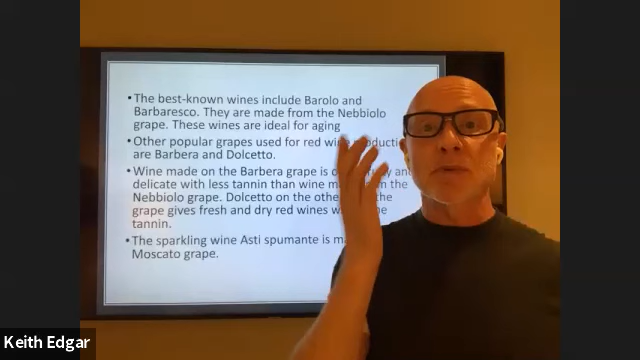 •The best-known wines include Barolo and
Barbaresco. They are made from the Nebbiolo
grape. These wines are ideal for aging
•Other popular grapes used for red wine
are Barbera and Dolcetto.
•Wine made on the Barbera grape is and
delicate with less tannin than wine the
Nebbiolo grape. Dolcetto on the the
grape gives fresh and dry red wines
tannin.
•The sparkling wine Asti spumante is
Moscato grape.
Keith Edgar